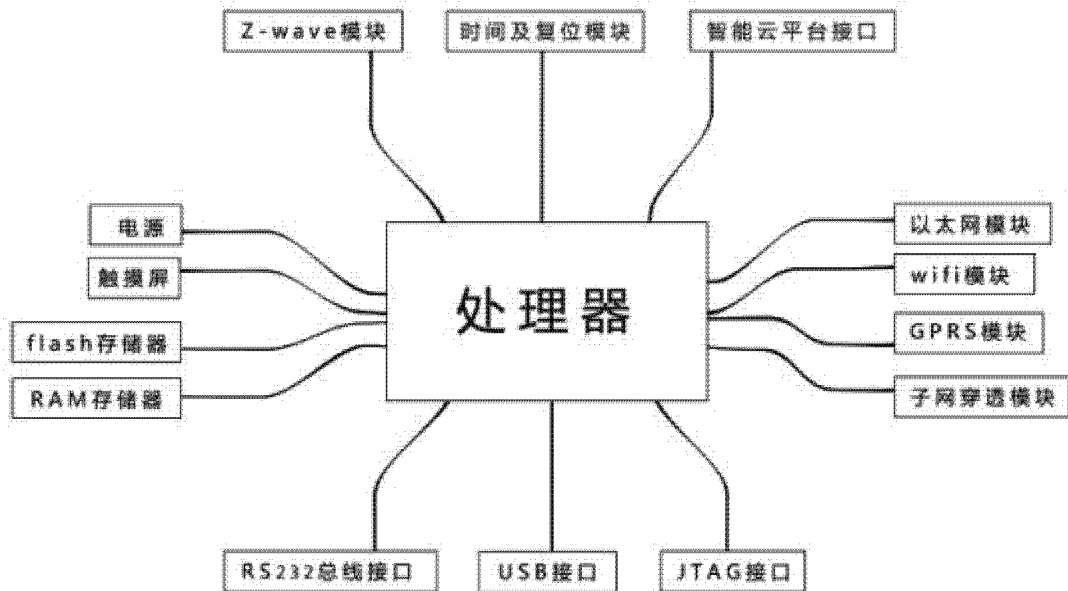 Z-wave模块
时间及复位模块
智能云平台接口
电源
触摸屏
flash存储器
RAM存储器
处理器
以太网模块
wifi模块
GPRS模块
子网穿透模块
RS232总线接口
USB接口
JTAG接口